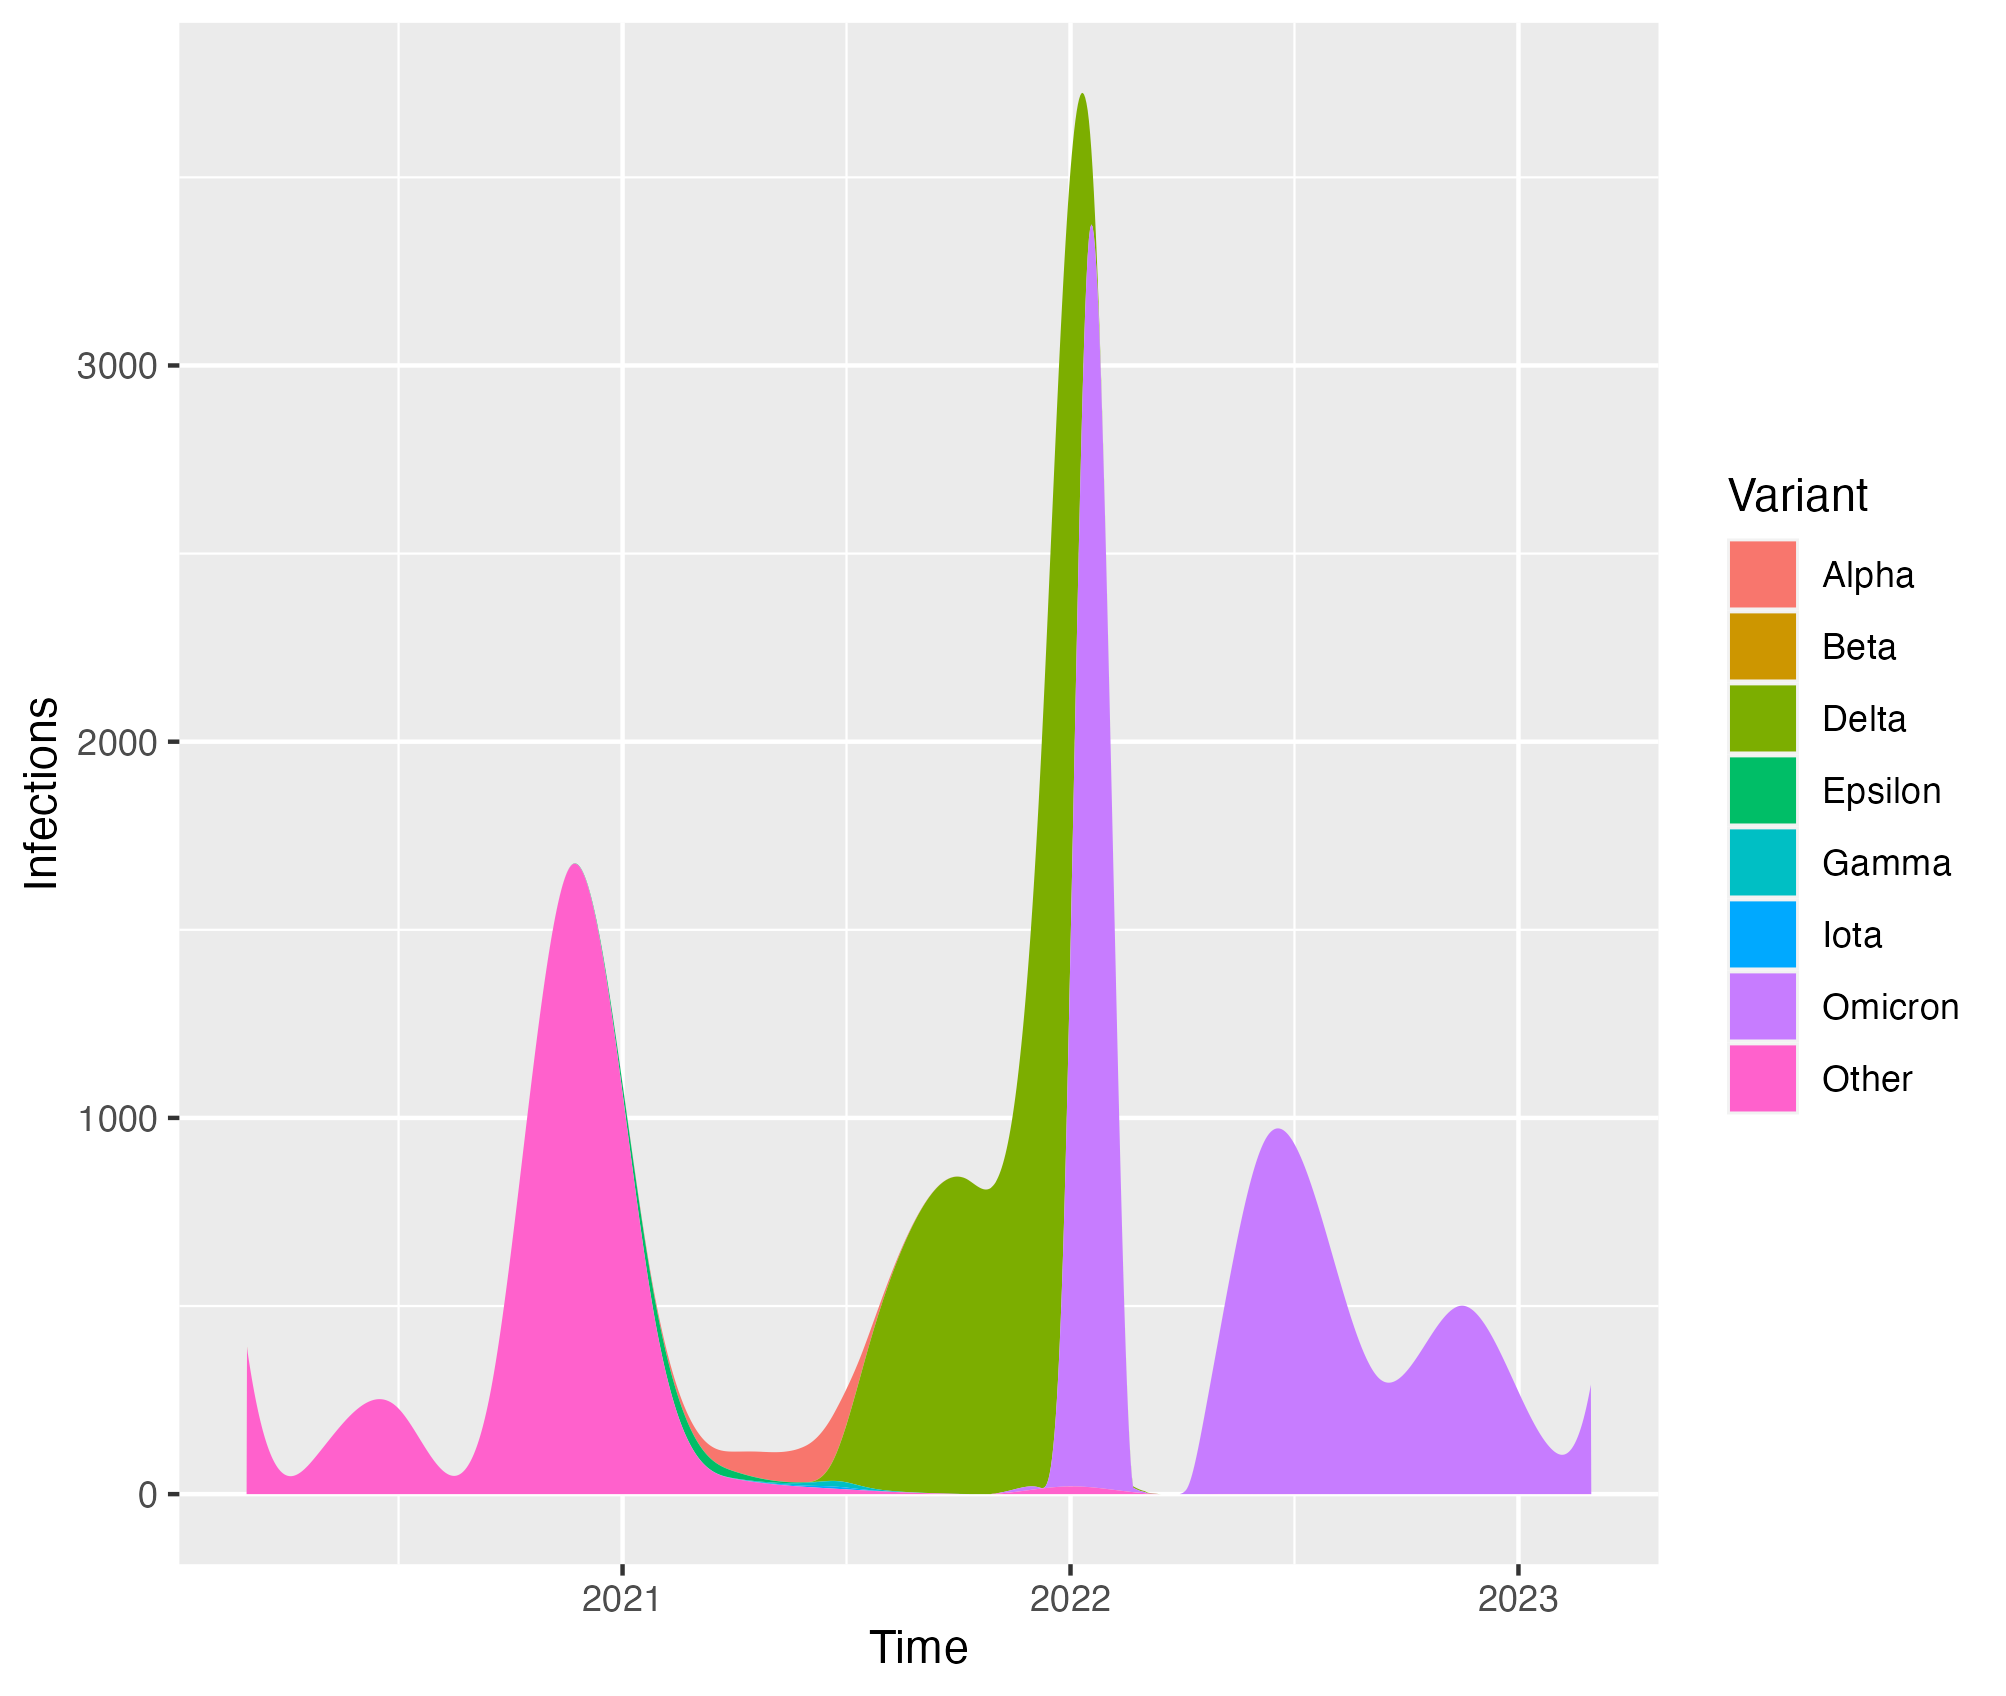 Infections
3000
2000
1000
0
2021
2022
2023
Time
Variant
Alpha
Beta
Delta
Epsilon
Gamma
Iota
Omicron
Other